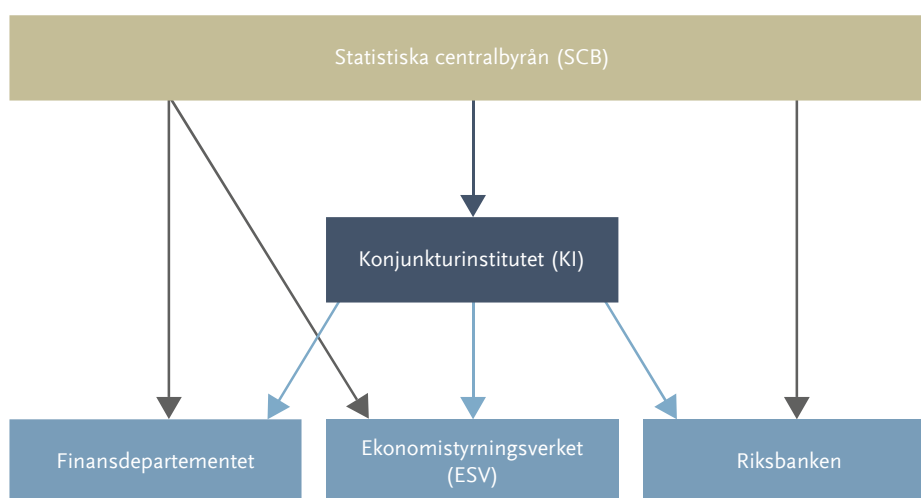 Statistiska centralbyrån (SCB)
Konjunkturinstitutet (KI)
Finansdepartementet
Ekonomistyrningsverket
(ESV)
Riksbanken